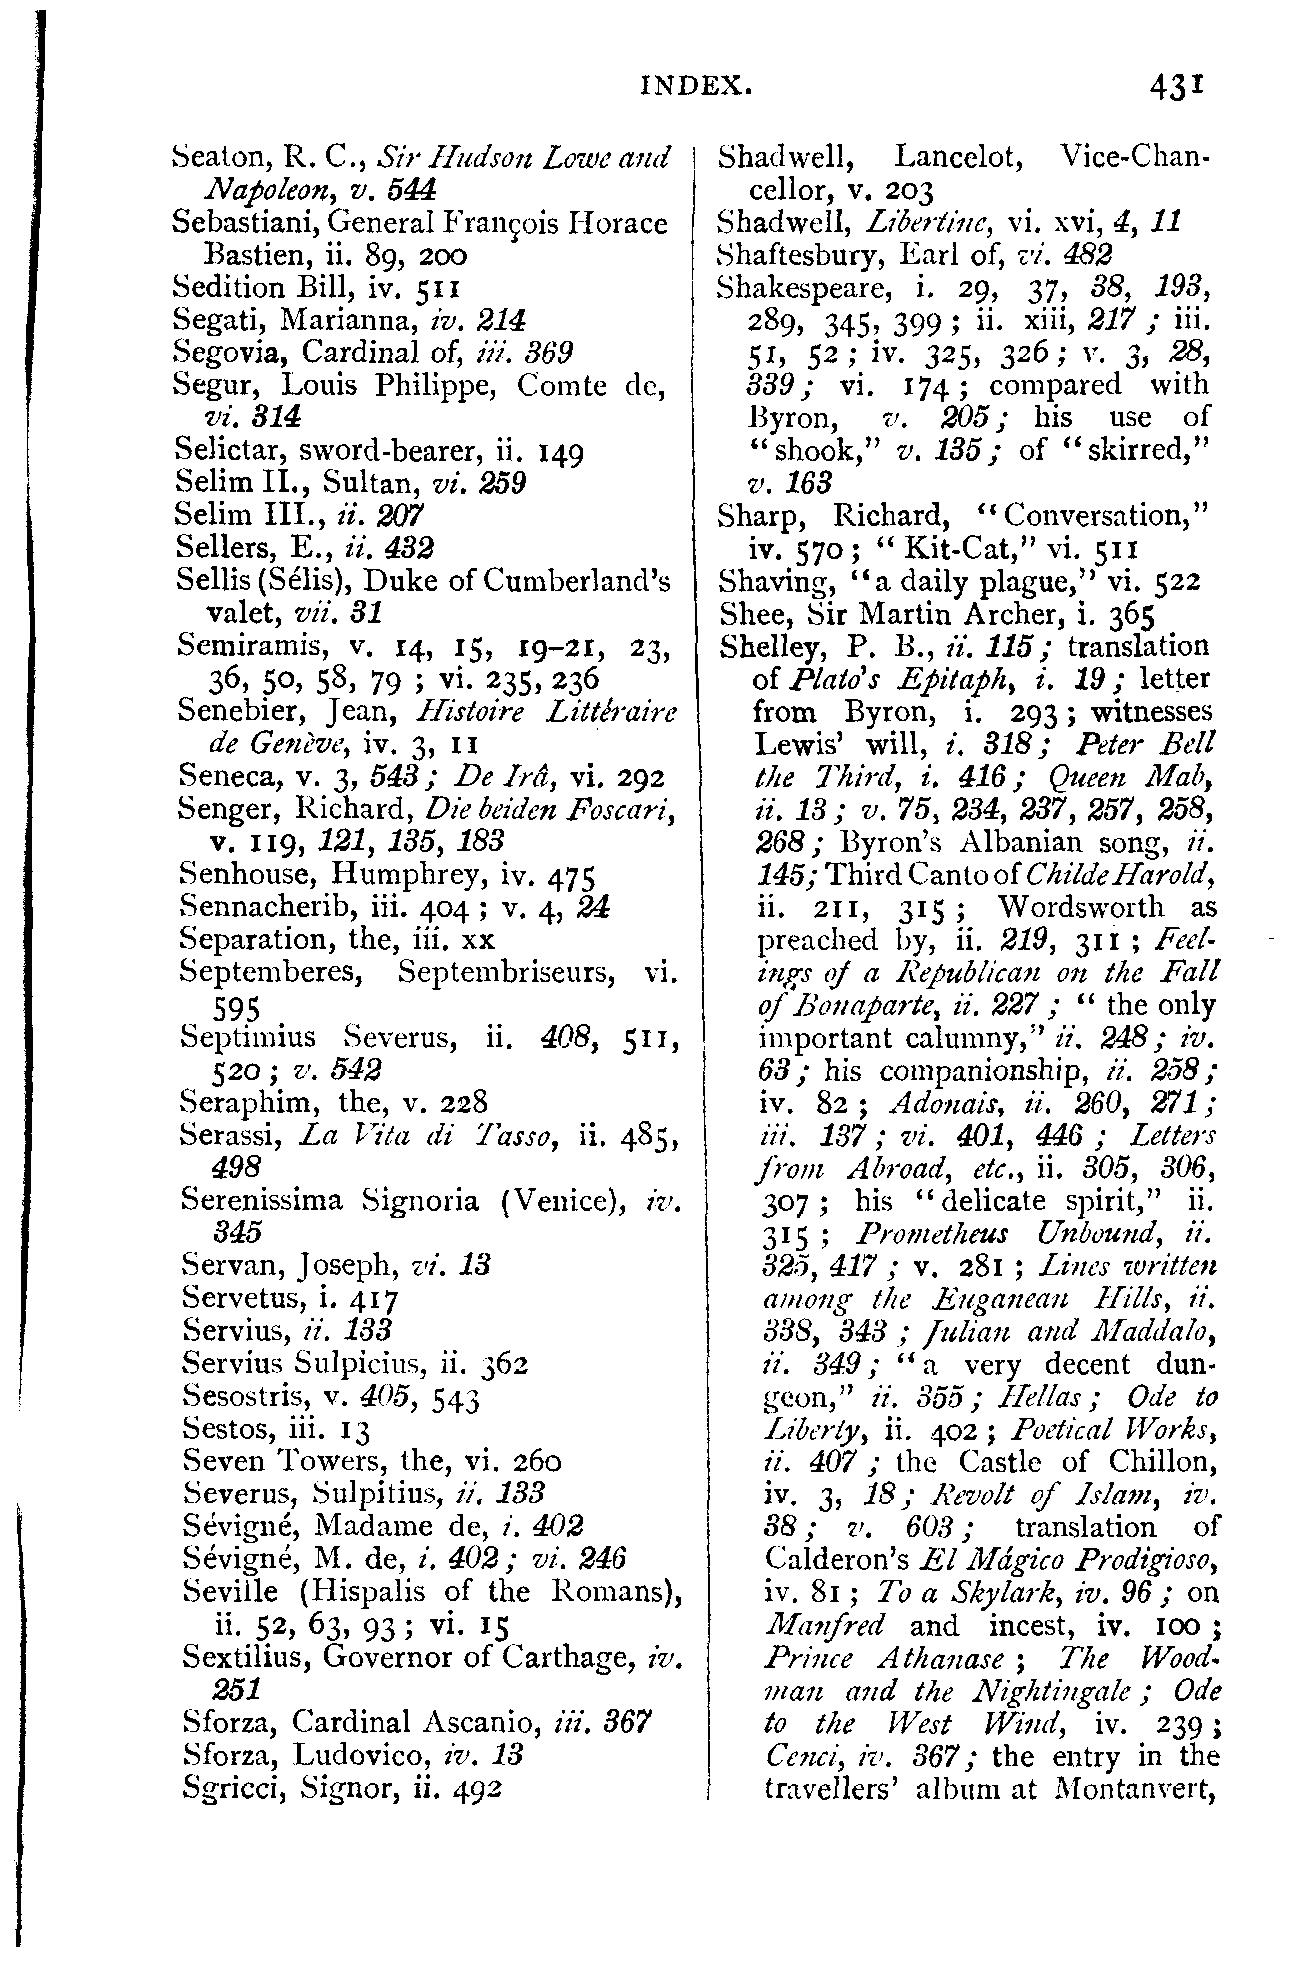 INDEX. 431
Seaton, R. C., Sir Hudson Lowe and
Napoleon, v. 544
Sebastiani, General François Horace
Bastien, ii. 89, 200
Sedition Bill, iv. 511
Segati, Marianna, iv. 214
Segovia, Cardinal of, iii. 369
Segur, Louis Philippe, Comte de,
vi. 314
Selictar, sword-bearer, ii. 149
Selim II., Sultan, vi. 259
Selim III., ii. 207
Sellers, E., ii. 432
Sellis (Sélis), Duke of Cumberland's
valet, vii. 31
Semiramis, v. 14, 15, 19–21, 23,
36, 50, 58, 79 ; vi. 235, 236
Senebier, Jean, Histoire Littéraire
de Genève, iv. 3, 11
Seneca, v. 3, 543 ; De Irâ, vi. 292
Senger, Richard, Die beiden Foscari,
v. 119, 121, 135, 183
Senhouse, Humphrey, iv. 475
Sennacherib, iii. 404 ; v. 4, 24
Separation, the, iii. xx
Septemberes, Septembriseurs, vi.
595
Septimius Severus, ii. 408, 511,
520 ; v. 542
Seraphim, the, v. 228
Serassi, La Vita di Tasso, ii. 485,
498
Serenissima Signoria (Venice), iv.
345
Servan, Joseph, vi. 13
Servetus, i. 417
Servius, ii. 133
Servius Sulpicius, ii. 362
Sesostris, v. 405, 543
Sestos, iii. 13
Seven Towers, the, vi. 260
Severus, Sulpitius, ii. 133
Sévigné, Madame de, i. 402
Sévigné, M. de, i. 402 ; vi. 246
Seville (Hispalis of the Romans),
ii. 52, 63, 93 ; vi. 15
Sextilius, Governor of Carthage, iv.
251
Sforza, Cardinal Ascanio, iii. 367
Sforza, Ludovico, iv. 13
Sgricci, Signor, ii. 492
Shadwell, Lancelot, Vice-Chan-
cellor, v. 203
Shadwell, Libertine, vi. xvi, 4, 11
Shaftesbury, Earl of, vi. 482
Shakespeare, i. 29, 37, 38, 193,
289, 345, 399 ; ii. xiii, 217 ; iii.
51, 52 ; iv. 325, 326 ; v. 3, 28,
339 ; vi. 174 ; compared with
Byron, v. 205 ; his use of
"shook," v. 135 ; of "skirred,"
v. 163
Sharp, Richard, "Conversation,"
iv. 570 ; "Kit-Cat," vi. 511
Shaving, "a daily plague," vi. 522
Shee, Sir Martin Archer, i. 365
Shelley, P. B., ii. 115 ; translation
of Plato's Epitaph, i. 19 ; letter
from Byron, i. 293 ; witnesses
Lewis' will, i. 318 ; Peter Bell
the Third, i. 416 ; Queen Mab,
ii. 13 ; v. 75, 234, 237, 257, 258,
268 ; Byron's Albanian song, ii.
145; Third Canto of Childe Harold,
ii. 211, 315 ; Wordsworth as
preached by, ii. 219, 311 ; Feel-
ings of a Republican on the Fall
of Bonaparte, ii. 227 ; "the only
important calumny," ii. 248 ; iv.
63 ; his companionship, ii. 258 ;
iv. 82 ; Adonais, ii. 260, 271 ;
iii. 137 ; vi. 401, 446 ; Letters
from Abroad, etc., ii. 305, 306,
307 ; his "delicate spirit," ii.
315 ; Prometheus Unbound, ii.
325, 417 ; v. 281 ; Lines written
among the Euganean Hills, ii.
338, 343 ; Julian and Maddalo,
ii. 349 ; "a very decent dun-
geon," ii. 355 ; Hellas ; Ode to
Liberty, ii. 402 ; Poetical Works,
ii. 407 ; the Castle of Chillon,
iv. 3, 18 ; Revolt of Islam, iv.
38 ; v. 603 ; translation of
Calderon's El Mágico Prodigioso,
iv. 81 ; To a Skylark, iv. 96 ; on
Manfred and incest, iv. 100 ;
Prince Athanase ; The Wood-
man and the Nightingale ; Ode
to the West Wind, iv. 239 ;
Cenci, iv. 367 ; the entry in the
travellers' album at Montanvert,